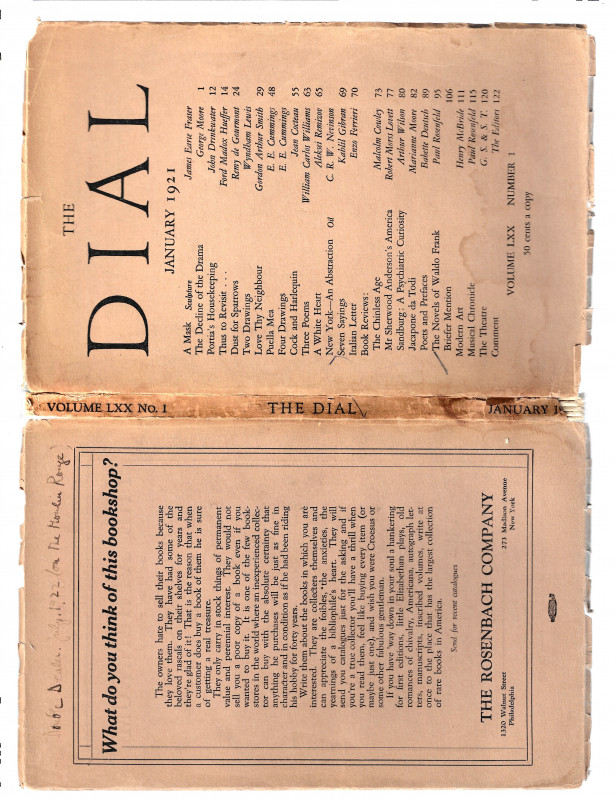 THE
DIAL
JANUARY 1921
A Mask Sculpture James Earle Fraser
The Decline of the Drama George Moore 1
Portia's Housekeeping John Drinkwater 12
Thus to Revisit . . . Ford Madox Hueffer 14
Dust for Sparrows Remy de Gourmont 24
Two Drawings Wyndham Lewis
Love Thy Neighbour Gordon Arthur Smith 29
Puella Mea E. E. Cummings 48
Four Drawings E. E. Cummings
Cock and Harlequin Jean Cocteau 55
Three Poems William Carlos Williams 63
A White Heart Aleksei Remizov 65
New York—An Abstraction Oil C. R. W. Nevinson
Seven Sayings Kahlil Gibran 69
Italian Letter Enzo Ferrieri 70
Book Reviews:
The Chinless Age Malcolm Cowley 73
Mr Sherwood Anderson's America Robert Morss Lovett 77
Sandburg: A Psychiatric Curiosity Arthur Wilson 80
Jacopone da Todi Marianne Moore 82
Poets and Prefaces Babette Deutsch 89
The Novels of Waldo Frank Paul Rosenfeld 95
Briefer Mention 106
Modern Art Henry McBride 111
Musical Chronicle Paul Rosenfeld 115
The Theatre G. S. & S. T. 120
Comment The Editors 122
VOLUME LXX NUMBER 1
50 cents a copy
VOLUME LXX No. 1 THE DIAL JANUARY 1
p. 22 for the Moulin Rouge)
What do you think of this bookshop?
The owners hate to sell their books because
they love them. They have had some of the
beloved rascals on their shelves for years and
they're glad of it! That is the reason that when
a customer does buy a book of them he is sure
of getting a real treasure.
They only carry in stock things of permanent
value and perennial interest. They would not
sell you a poor copy of a book even if you
wanted to buy it. It is one of the few book-
stores in the world where an inexperienced collec-
tor can buy with the absolute certainty that
anything he purchases will be just as fine in
character and in condition as if he had been riding
his hobby for forty years.
Write them about the books in which you are
interested. They are collecters themselves and
can appreciate the foibles, the anxieties, the
yearnings of a bibliophile's heart. They will
send you catalogues just for the asking and if
you're a true collector you'll have a thrill when
you read them, feel like buying every item (or
maybe just one), and wish you were Croesus or
some other fabulous gentleman.
If you have 'way down in your soul a hankering
for first editions, little Elizabethan plays, old
romances of chivalry, Americana, autograph let-
ters, manuscripts, inscribed volumes, write at
once to the place that has the largest collection
of rare books in America.
Send for recent catalogues
THE ROSENBACH COMPANY
1320 Walnut Street 273 Madison Avenue
Philadelphia New York